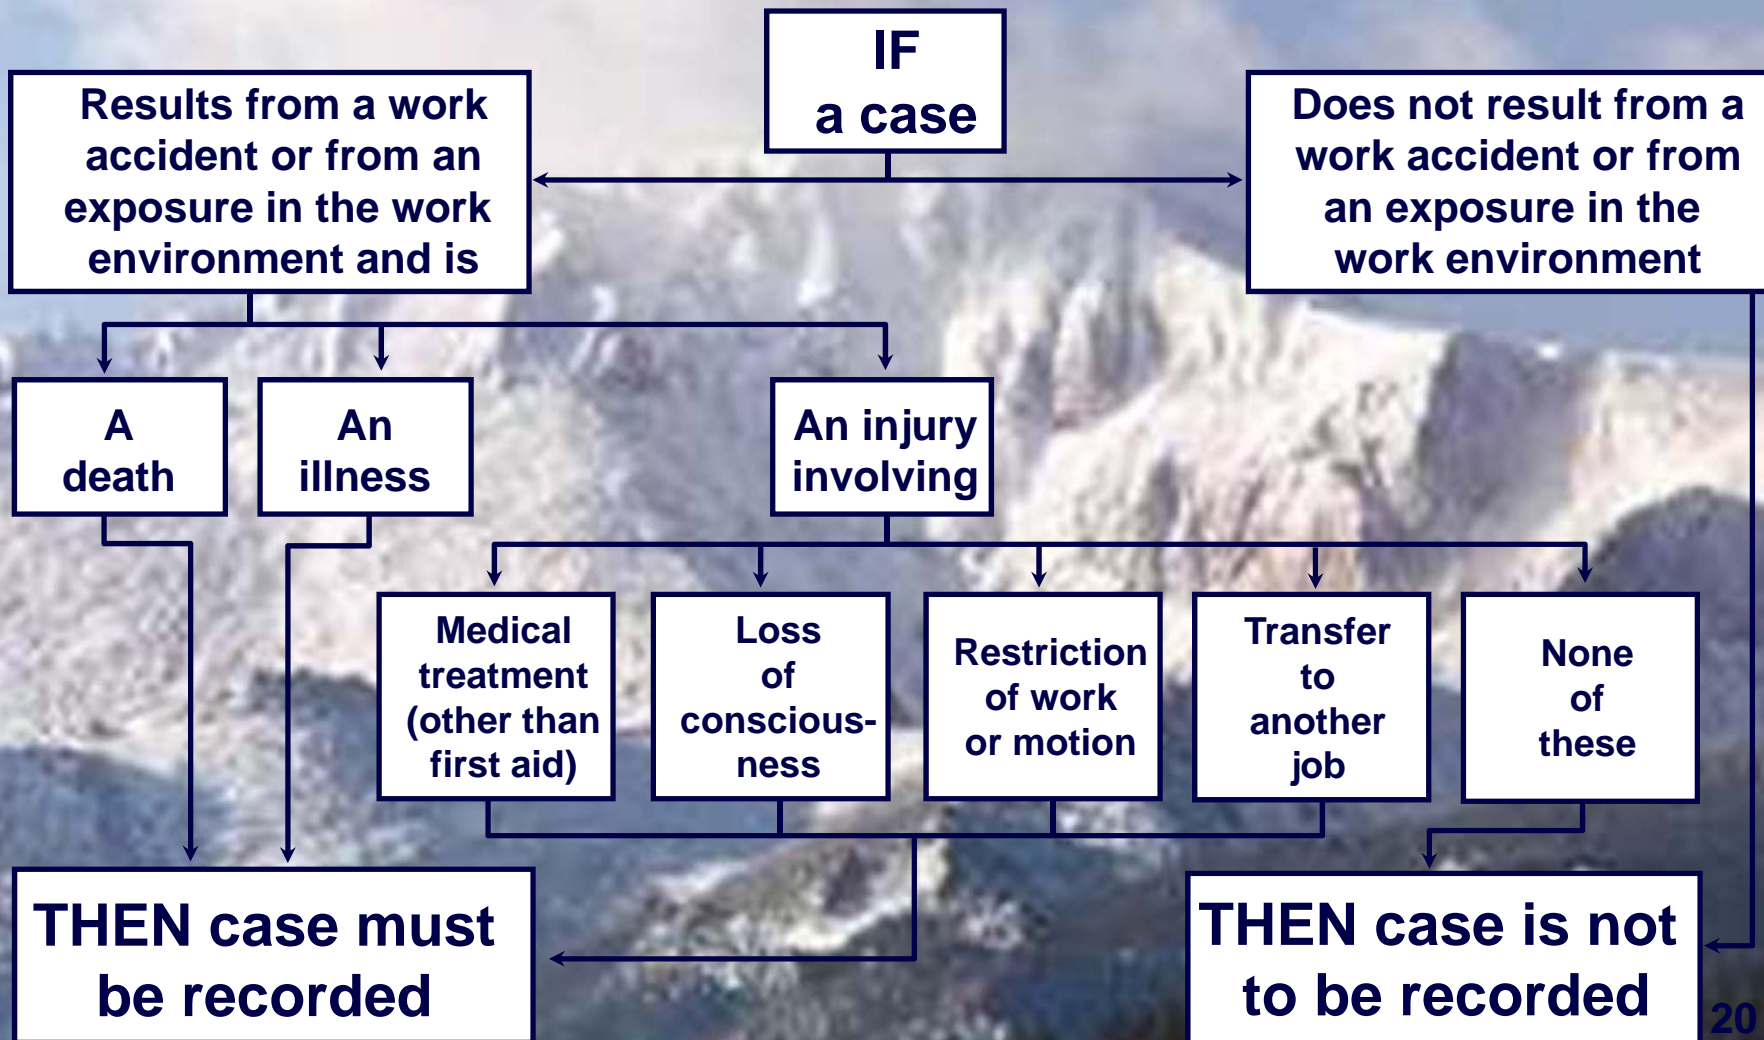 IF
a case
Results from a work
accident or from an
exposure in the work
environment and is
Does not result from a
work accident or from
an exposure in the
work environment
A
death
An
illness
An injury
involving
Medical
treatment
(other than
first aid)
Loss
of
conscious-
ness
Restriction
of work
or motion
Transfer
to
another
job
None
of
these
THEN case must
be recorded
THEN case is not
to be recorded
20